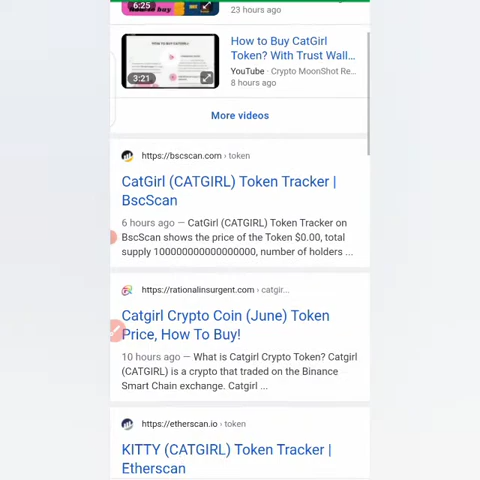 6:25
23 hours ago
3:21
How to Buy CatGirl
Token? With Trust Wall...
YouTube · Crypto MoonShot Re...
8 hours ago
More videos
https://bscscan.com › token
CatGirl (CATGIRL) Token Tracker |
BscScan
6 hours ago — CatGirl (CATGIRL) Token Tracker on
BscScan shows the price of the Token $0.00, total
supply 100000000000000000, number of holders ...
https://rationalinsurgent.com › catgir...
Catgirl Crypto Coin (June) Token
Price, How To Buy!
10 hours ago — What is Catgirl Crypto Token? Catgirl
(CATGIRL) is a crypto that traded on the Binance
Smart Chain exchange. Catgirl ...
https://etherscan.io › token
KITTY (CATGIRL) Token Tracker |
Etherscan